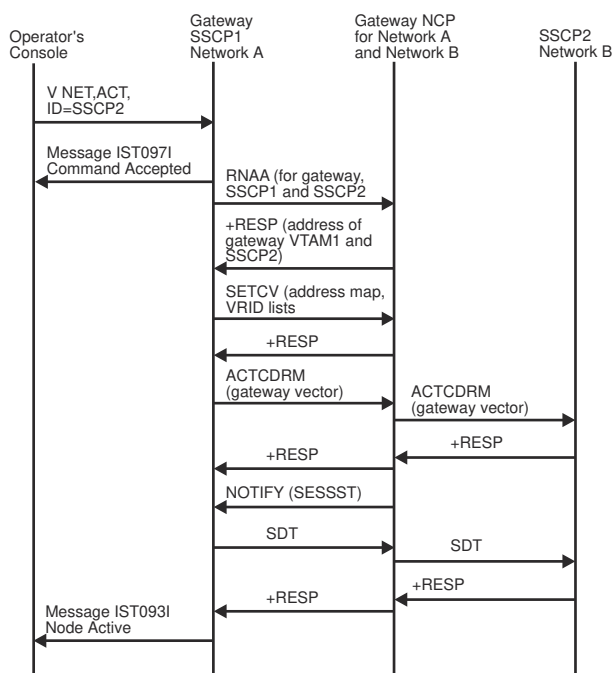 Operator's
Console
Gateway
SSCP1
Network A
Gateway NCP
for Network A
and Network B
SSCP2
Network B
V NET,ACT,
ID=SSCP2
Message IST097I
Command Accepted
RNAA (for gateway,
SSCP1 and SSCP2
+RESP (address of
gateway VTAM1 and
SSCP2)
SETCV (address map,
VRID lists
+RESP
ACTCDRM
(gateway vector)
ACTCDRM
(gateway vector)
+RESP
+RESP
NOTIFY (SESSST)
SDT
SDT
+RESP
+RESP
Message IST093I
Node Active